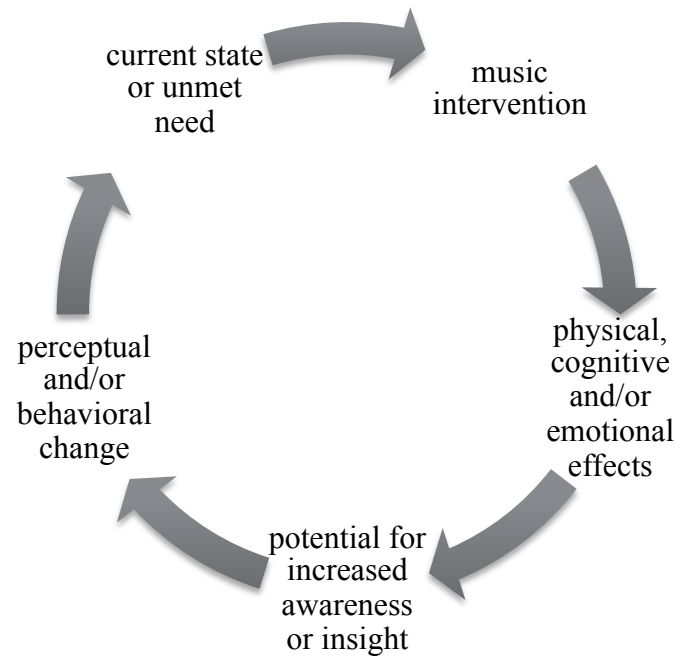 current state
or unmet
need
music
intervention
physical,
cognitive
and/or
emotional
effects
potential for
increased
awareness
or insight
perceptual
and/or
behavioral
change